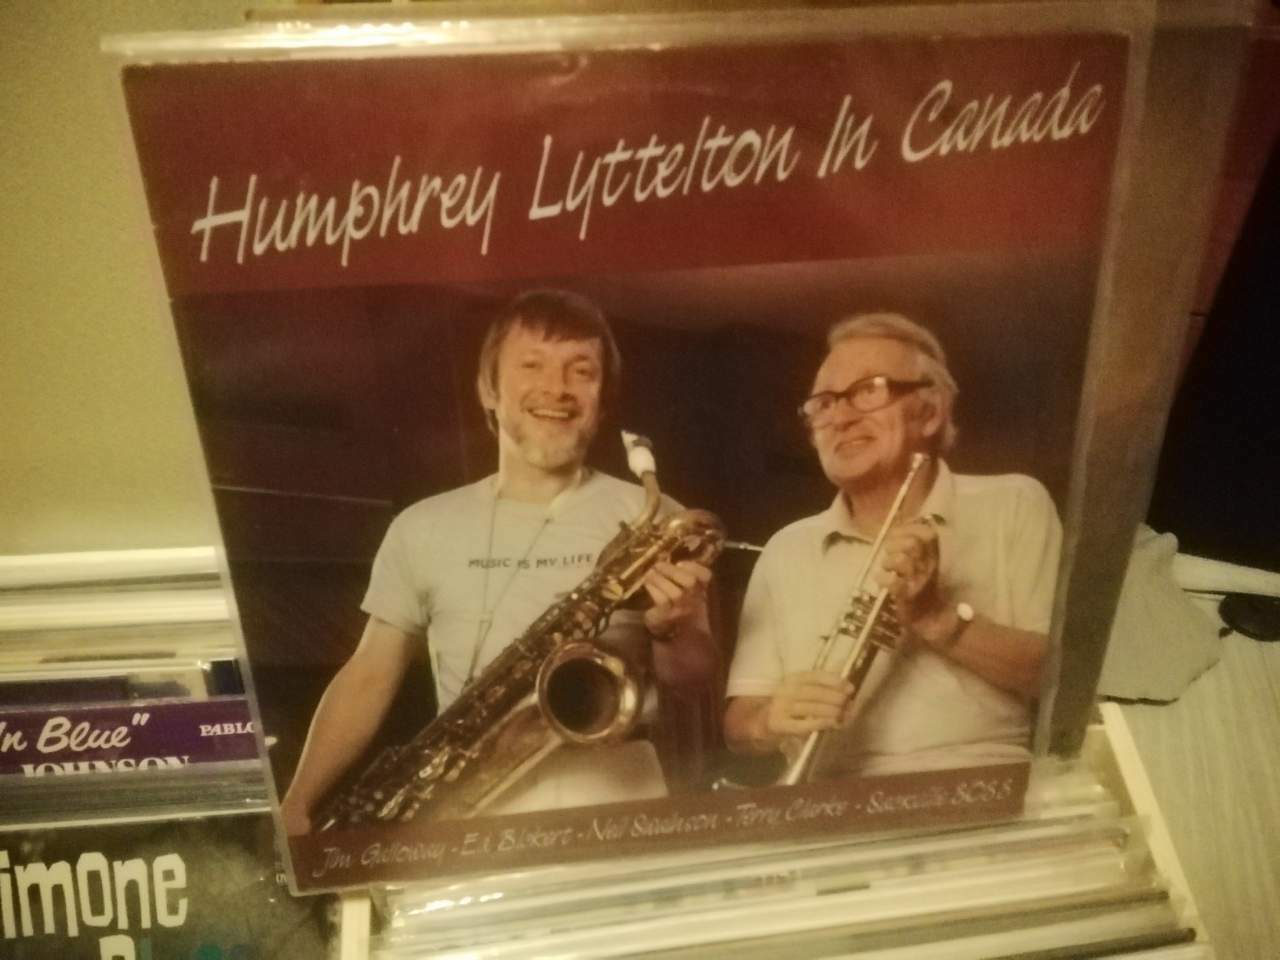 Humphrey Lyttelton In Canada
MUSIC IS MY LIFE
Jim Galloway - Ed Bickert - Neil Swainson - Terry Clarke - Sackville 3033
In Blue"
PABLO
JOHNSON
imone